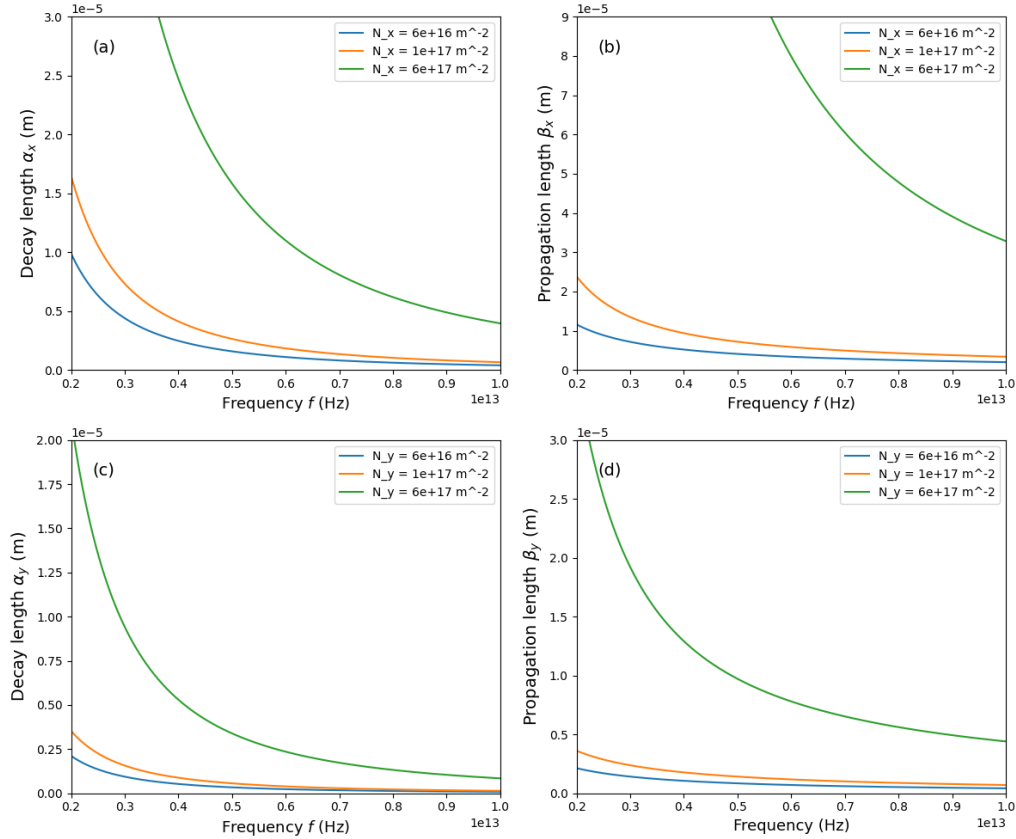 1e−5
(a)
N_x = 6e+16 m^-2
N_x = 1e+17 m^-2
N_x = 6e+17 m^-2
3.0
2.5
2.0
1.5
1.0
0.5
0.0
Decay length αₓ (m)
0.2 0.3 0.4 0.5 0.6 0.7 0.8 0.9 1.0
1e13
Frequency f (Hz)
1e−5
(b)
N_x = 6e+16 m^-2
N_x = 1e+17 m^-2
N_x = 6e+17 m^-2
9
8
7
6
5
4
3
2
1
0
Propagation length βₓ (m)
0.2 0.3 0.4 0.5 0.6 0.7 0.8 0.9 1.0
1e13
Frequency f (Hz)
1e−5
(c)
N_y = 6e+16 m^-2
N_y = 1e+17 m^-2
N_y = 6e+17 m^-2
2.00
1.75
1.50
1.25
1.00
0.75
0.50
0.25
0.00
Decay length α_y (m)
0.2 0.3 0.4 0.5 0.6 0.7 0.8 0.9 1.0
1e13
Frequency f (Hz)
1e−5
(d)
N_y = 6e+16 m^-2
N_y = 1e+17 m^-2
N_y = 6e+17 m^-2
3.0
2.5
2.0
1.5
1.0
0.5
0.0
Propagation length β_y (m)
0.2 0.3 0.4 0.5 0.6 0.7 0.8 0.9 1.0
1e13
Frequency (Hz)